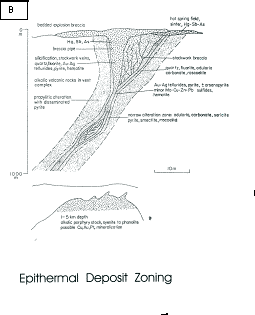 B
bedded explosion breccia
hot spring field,
sinter, Hg-Sb-As
0
m
Hg, Sb, As
breccia pipe
silicification, stockwork veins,
quartz, fluorite, Au-Ag
tellurides, pyrite, hematite
stockwork breccia
quartz, fluorite, adularia
carbonate, roscoelite
alkalic volcanic rocks in vent
complex
Au-Ag tellurides, pyrite, ± arsenopyrite
minor Mo-Cu-Zn-Pb sulfides,
hematite
propylitic alteration
with disseminated
pyrite
narrow alteration zone: adularia, carbonate, sericite
pyrite, smectite, roscoelite
1000
m
1-5 km depth
alkalic porphyry stock, syenite to phonolite
possible Cu, Au, Pt, mineralization
Epithermal Deposit Zoning